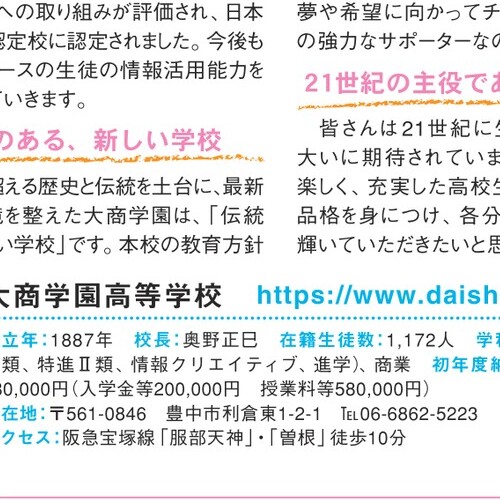 への取り組みが評価され、日本
認定校に認定されました。今後も
ースの生徒の情報活用能力を
ていきます。
のある、新しい学校
超える歴史と伝統を土台に、最新
境を整えた大商学園は、「伝統
い学校」です。本校の教育方針
夢や希望に向かってチ
の強力なサポーターなの
21世紀の主役であ
皆さんは21世紀に生
大いに期待されていま
楽しく、充実した高校生
品格を身につけ、各分
輝いていただきたいと思
大商学園高等学校 https://www.daish
立年：1887年 校長：奥野正巳 在籍生徒数：1,172人 学科
類、特進Ⅱ類、情報クリエイティブ、進学）、商業 初年度納
80,000円（入学金等200,000円 授業料等580,000円）
在地：〒561-0846 豊中市利倉東1-2-1 ℡06-6862-5223
クセス：阪急宝塚線「服部天神」・「曽根」徒歩10分